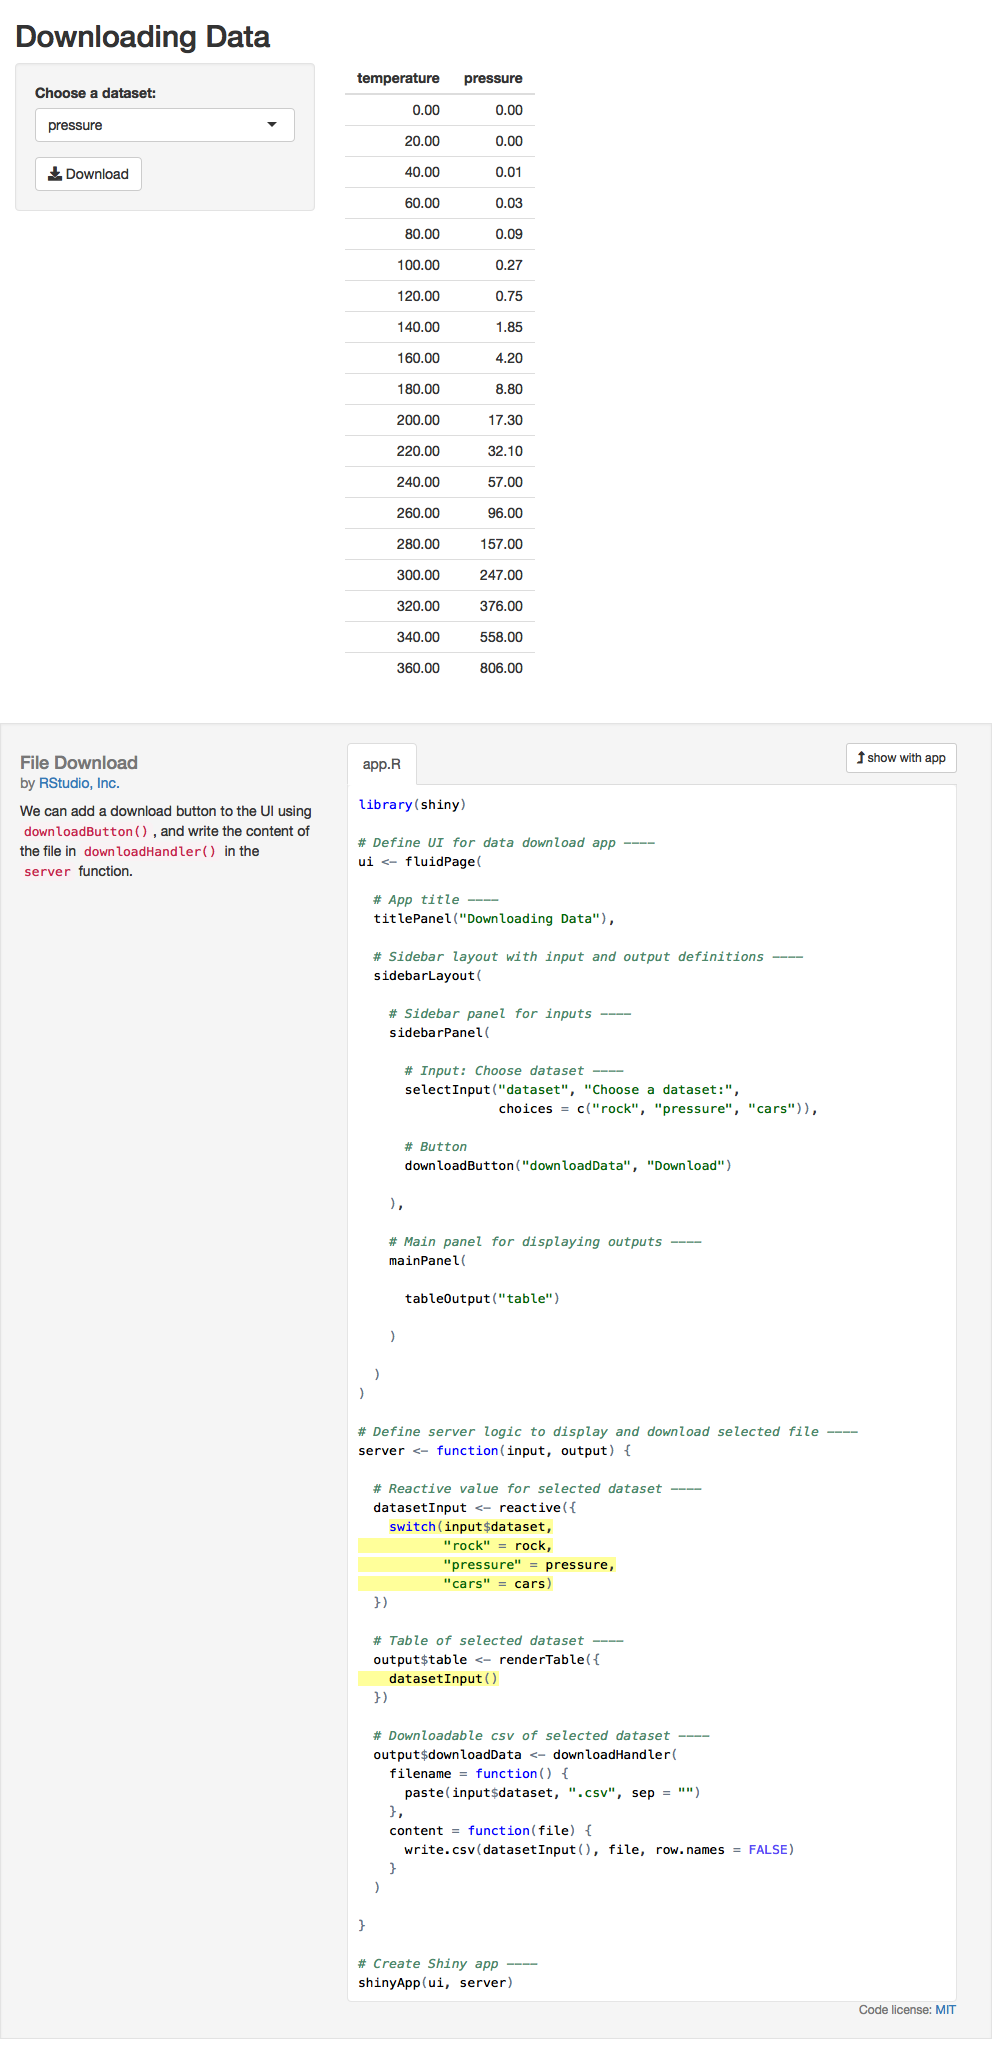 Downloading Data
Choose a dataset:
pressure
Download
temperature pressure
0.00 0.00
20.00 0.00
40.00 0.01
60.00 0.03
80.00 0.09
100.00 0.27
120.00 0.75
140.00 1.85
160.00 4.20
180.00 8.80
200.00 17.30
220.00 32.10
240.00 57.00
260.00 96.00
280.00 157.00
300.00 247.00
320.00 376.00
340.00 558.00
360.00 806.00
File Download
by RStudio, Inc.
We can add a download button to the UI using
downloadButton() , and write the content of
the file in downloadHandler() in the
server function.
app.R
show with app
library(shiny)
# Define UI for data download app ----
ui <- fluidPage(
# App title ----
titlePanel("Downloading Data"),
# Sidebar layout with input and output definitions ----
sidebarLayout(
# Sidebar panel for inputs ----
sidebarPanel(
# Input: Choose dataset ----
selectInput("dataset", "Choose a dataset:",
choices = c("rock", "pressure", "cars")),
# Button
downloadButton("downloadData", "Download")
),
# Main panel for displaying outputs ----
mainPanel(
tableOutput("table")
)
)
)
# Define server logic to display and download selected file ----
server <- function(input, output) {
# Reactive value for selected dataset ----
datasetInput <- reactive({
switch(input$dataset,
"rock" = rock,
"pressure" = pressure,
"cars" = cars)
})
# Table of selected dataset ----
output$table <- renderTable({
datasetInput()
})
# Downloadable csv of selected dataset ----
output$downloadData <- downloadHandler(
filename = function() {
paste(input$dataset, ".csv", sep = "")
},
content = function(file) {
write.csv(datasetInput(), file, row.names = FALSE)
}
)
}
# Create Shiny app ----
shinyApp(ui, server)
Code license: MIT